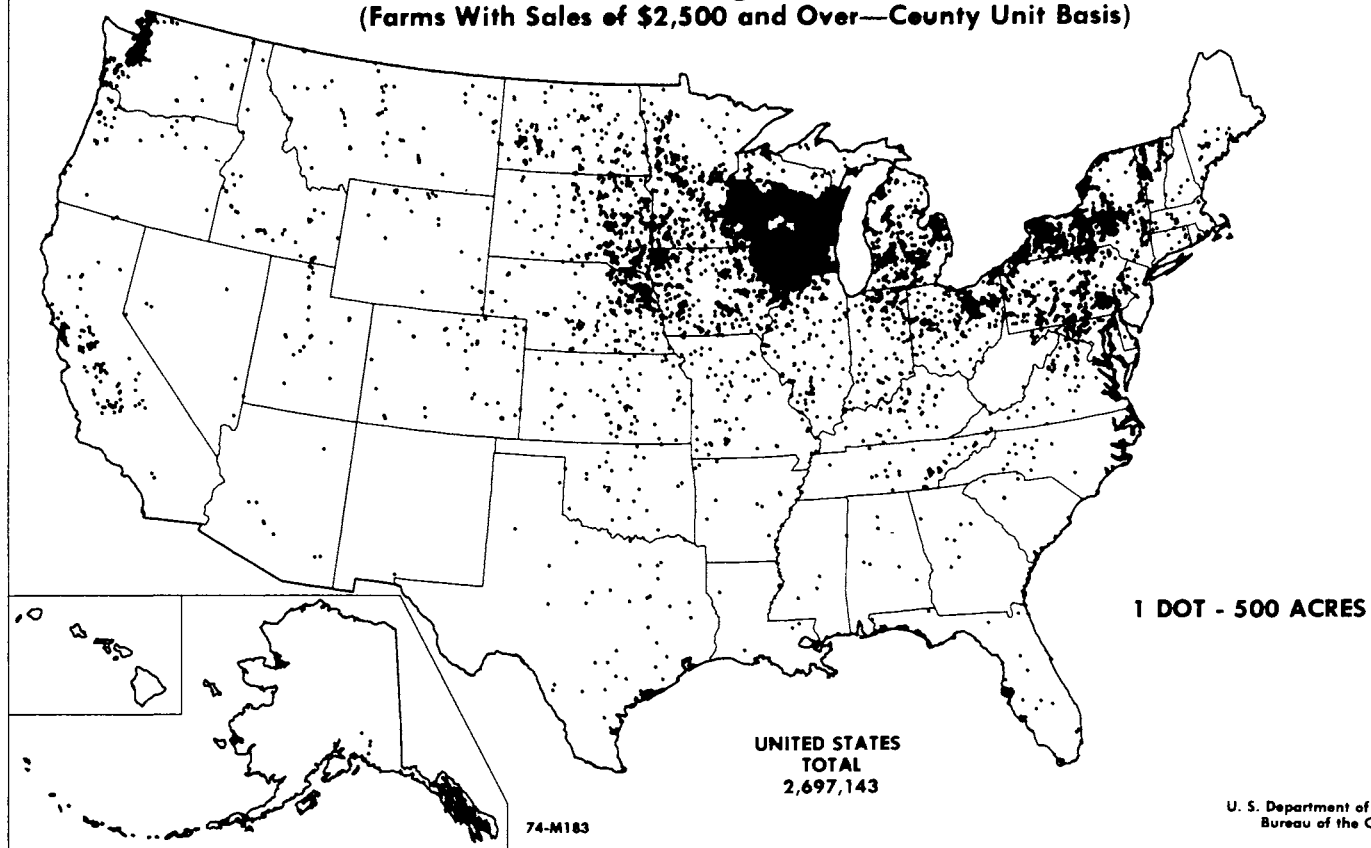 (Farms With Sales of $2,500 and Over—County Unit Basis)
1 DOT - 500 ACRES
UNITED STATES
TOTAL
2,697,143
74-M183
U. S. Department of
Bureau of the